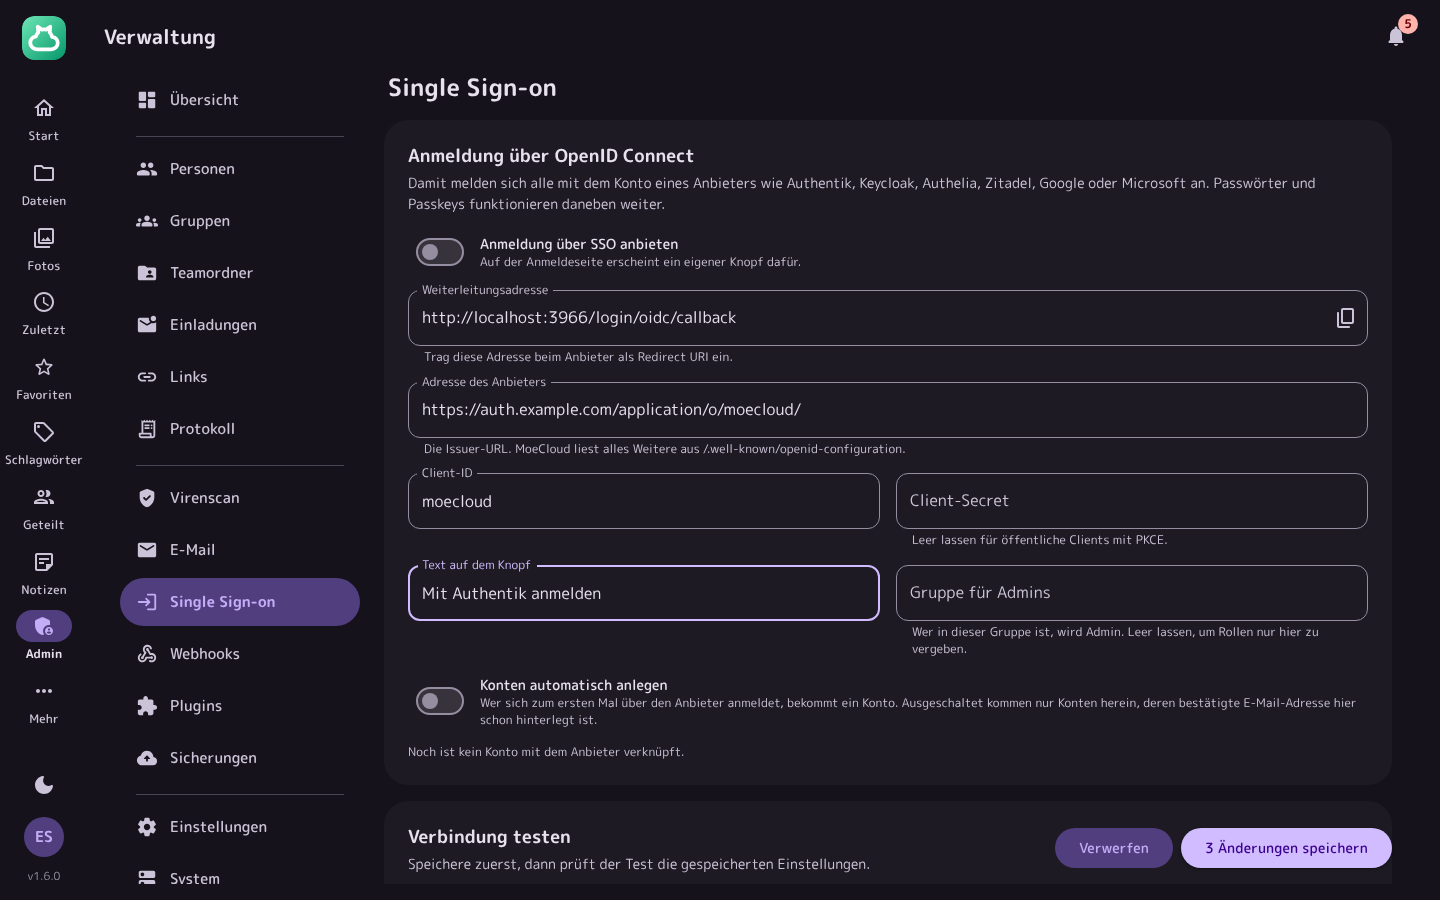 Verwaltung
5
Start
Dateien
Fotos
Zuletzt
Favoriten
Schlagwörter
Geteilt
Notizen
Admin
Mehr
ES
v1.6.0
Übersicht
Personen
Gruppen
Teamordner
Einladungen
Links
Protokoll
Virenscan
E-Mail
Single Sign-on
Webhooks
Plugins
Sicherungen
Einstellungen
System
Single Sign-on
Anmeldung über OpenID Connect
Damit melden sich alle mit dem Konto eines Anbieters wie Authentik, Keycloak, Authelia, Zitadel, Google oder Microsoft an. Passwörter und
Passkeys funktionieren daneben weiter.
Anmeldung über SSO anbieten
Auf der Anmeldeseite erscheint ein eigener Knopf dafür.
Weiterleitungsadresse
http://localhost:3966/login/oidc/callback
Trag diese Adresse beim Anbieter als Redirect URI ein.
Adresse des Anbieters
https://auth.example.com/application/o/moecloud/
Die Issuer-URL. MoeCloud liest alles Weitere aus /.well-known/openid-configuration.
Client-ID
moecloud
Client-Secret
Leer lassen für öffentliche Clients mit PKCE.
Text auf dem Knopf
Mit Authentik anmelden
Gruppe für Admins
Wer in dieser Gruppe ist, wird Admin. Leer lassen, um Rollen nur hier zu
vergeben.
Konten automatisch anlegen
Wer sich zum ersten Mal über den Anbieter anmeldet, bekommt ein Konto. Ausgeschaltet kommen nur Konten herein, deren bestätigte E-Mail-Adresse hier
schon hinterlegt ist.
Noch ist kein Konto mit dem Anbieter verknüpft.
Verbindung testen
Speichere zuerst, dann prüft der Test die gespeicherten Einstellungen.
Verwerfen
3 Änderungen speichern